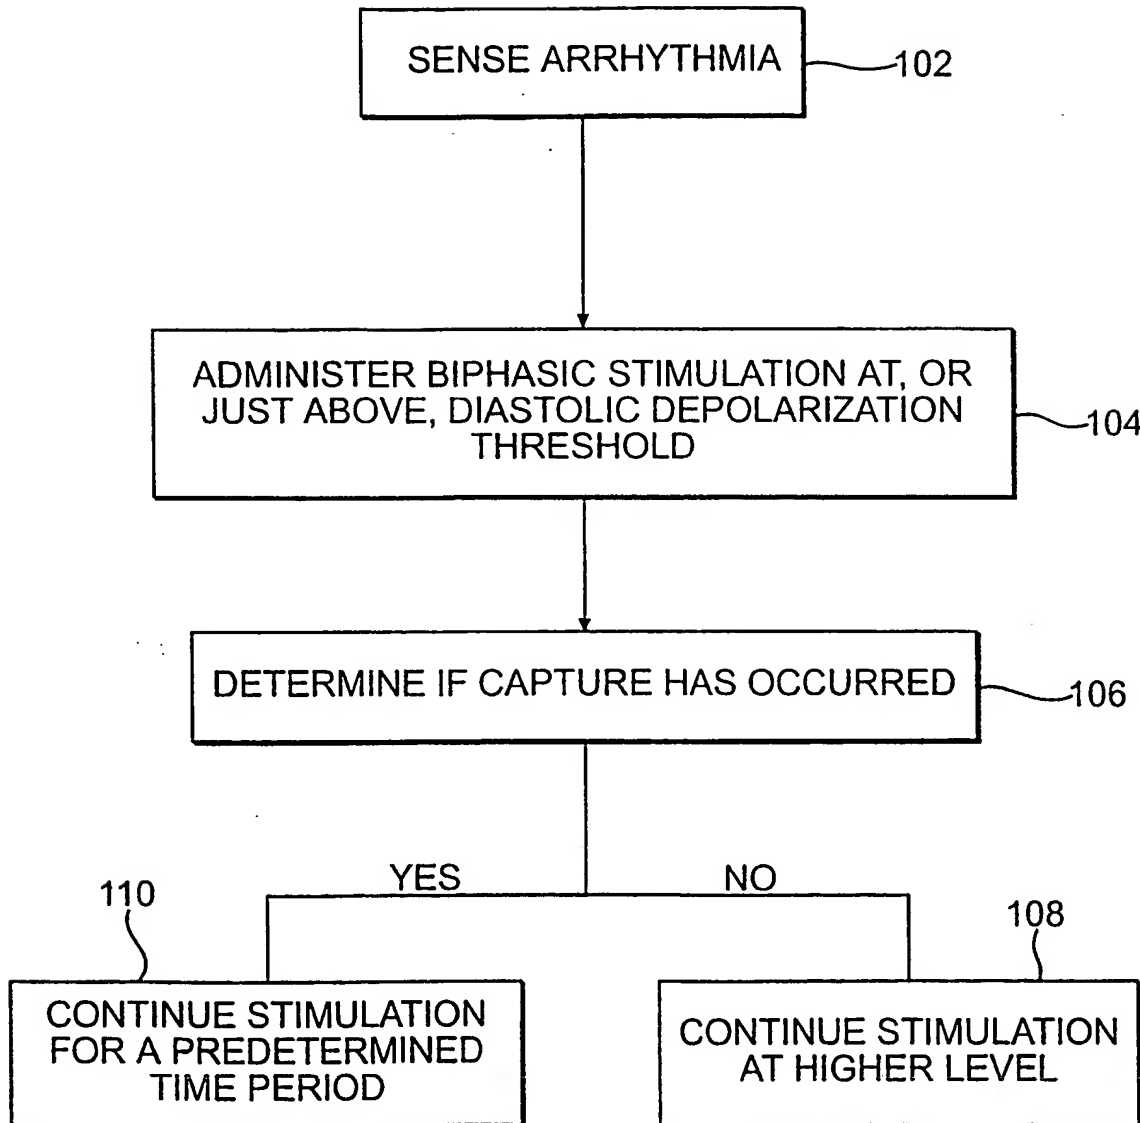 SENSE ARRHYTHMIA
102
ADMINISTER BIPHASIC STIMULATION AT, OR
JUST ABOVE, DIASTOLIC DEPOLARIZATION
THRESHOLD
104
DETERMINE IF CAPTURE HAS OCCURRED
106
YES
NO
110
108
CONTINUE STIMULATION
FOR A PREDETERMINED
TIME PERIOD
CONTINUE STIMULATION
AT HIGHER LEVEL